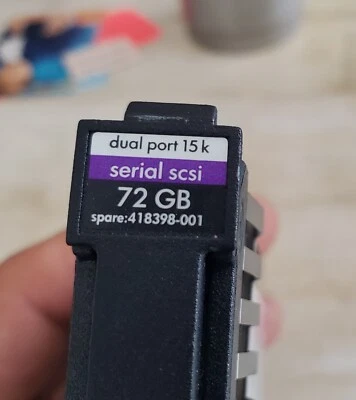 dual port 15 k
serial scsi
72 GB
spare:418398-001